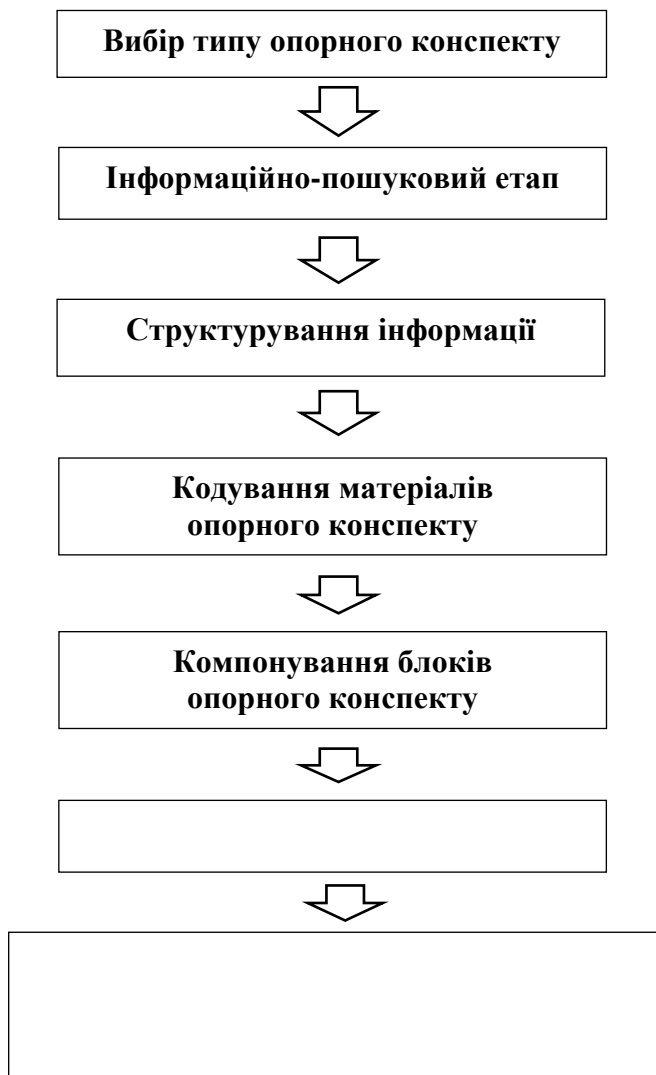 Вибір типу опорного конспекту
Інформаційно-пошуковий етап
Структурування інформації
Кодування матеріалів
опорного конспекту
Компонування блоків
опорного конспекту